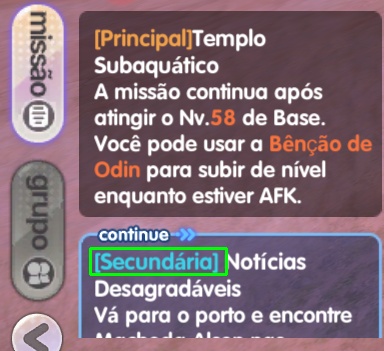 missão
grupo
[Principal]Templo
Subaquático
A missão continua após
atingir o Nv.58 de Base.
Você pode usar a Bênção de
Odin para subir de nível
enquanto estiver AFK.
continue
[Secundária] Notícias
Desagradáveis
Vá para o porto e encontre